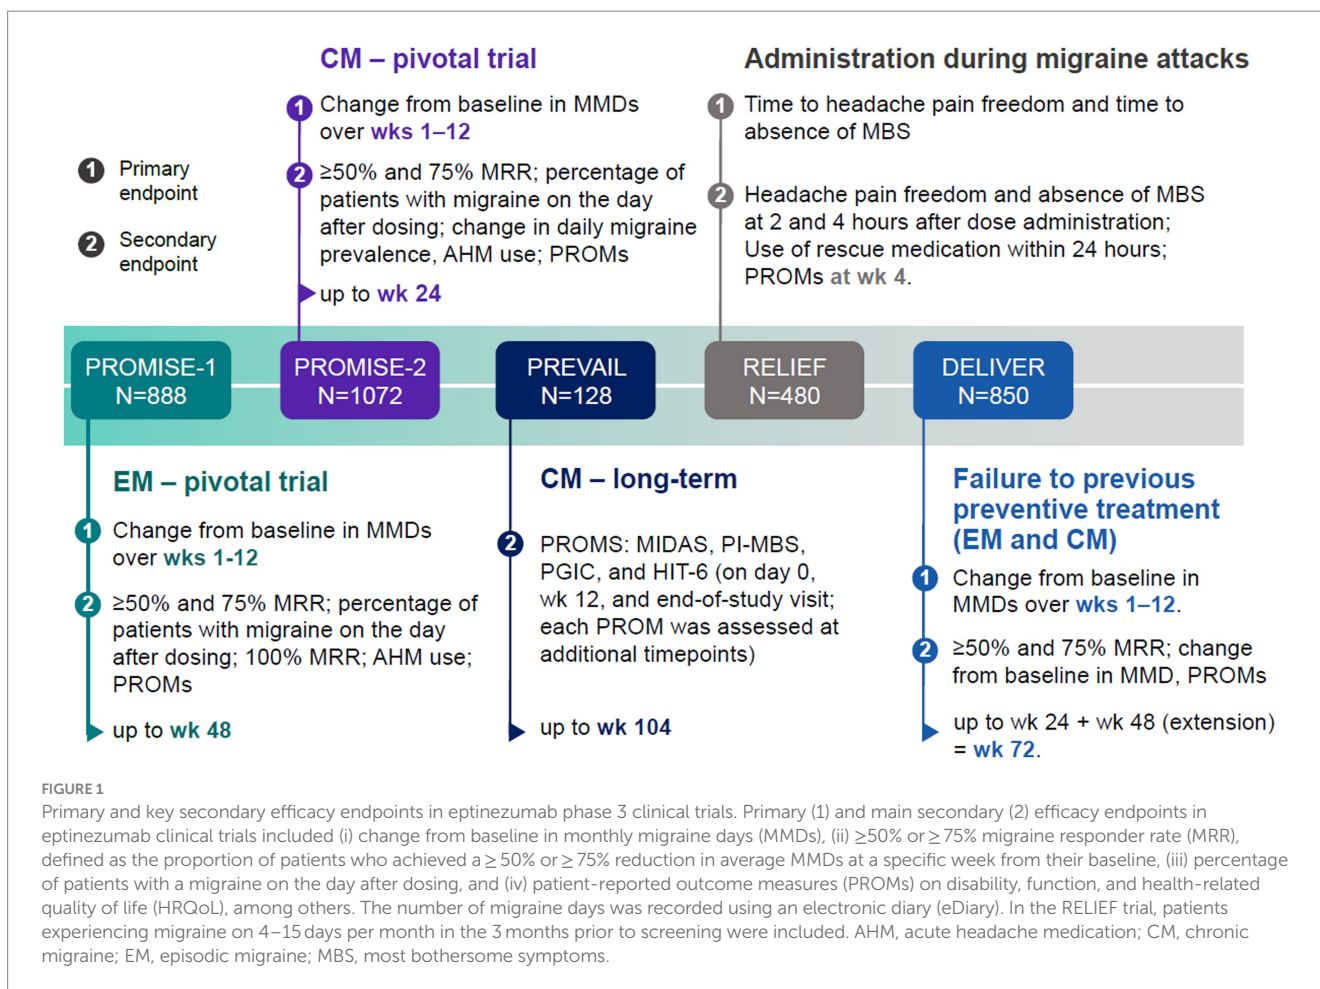 CM – pivotal trial
1 Change from baseline in MMDs
over wks 1–12
2 ≥50% and 75% MRR; percentage of
patients with migraine on the day
after dosing; change in daily migraine
prevalence, AHM use; PROMs
up to wk 24
Administration during migraine attacks
1 Time to headache pain freedom and time to
absence of MBS
2 Headache pain freedom and absence of MBS
at 2 and 4 hours after dose administration;
Use of rescue medication within 24 hours;
PROMs at wk 4.
1 Primary
endpoint
2 Secondary
endpoint
PROMISE-1
N=888
PROMISE-2
N=1072
PREVAIL
N=128
RELIEF
N=480
DELIVER
N=850
EM – pivotal trial
1 Change from baseline in MMDs
over wks 1-12
2 ≥50% and 75% MRR; percentage of
patients with migraine on the day
after dosing; 100% MRR; AHM use;
PROMs
up to wk 48
CM – long-term
2 PROMS: MIDAS, PI-MBS,
PGIC, and HIT-6 (on day 0,
wk 12, and end-of-study visit;
each PROM was assessed at
additional timepoints)
up to wk 104
Failure to previous
preventive treatment
(EM and CM)
1 Change from baseline in
MMDs over wks 1–12.
2 ≥50% and 75% MRR; change
from baseline in MMD, PROMs
up to wk 24 + wk 48 (extension)
= wk 72.
FIGURE 1
Primary and key secondary efficacy endpoints in eptinezumab phase 3 clinical trials. Primary (1) and main secondary (2) efficacy endpoints in
eptinezumab clinical trials included (i) change from baseline in monthly migraine days (MMDs), (ii) ≥50% or ≥ 75% migraine responder rate (MRR),
defined as the proportion of patients who achieved a ≥ 50% or ≥ 75% reduction in average MMDs at a specific week from their baseline, (iii) percentage
of patients with a migraine on the day after dosing, and (iv) patient-reported outcome measures (PROMs) on disability, function, and health-related
quality of life (HRQoL), among others. The number of migraine days was recorded using an electronic diary (eDiary). In the RELIEF trial, patients
experiencing migraine on 4–15 days per month in the 3 months prior to screening were included. AHM, acute headache medication; CM, chronic
migraine; EM, episodic migraine; MBS, most bothersome symptoms.